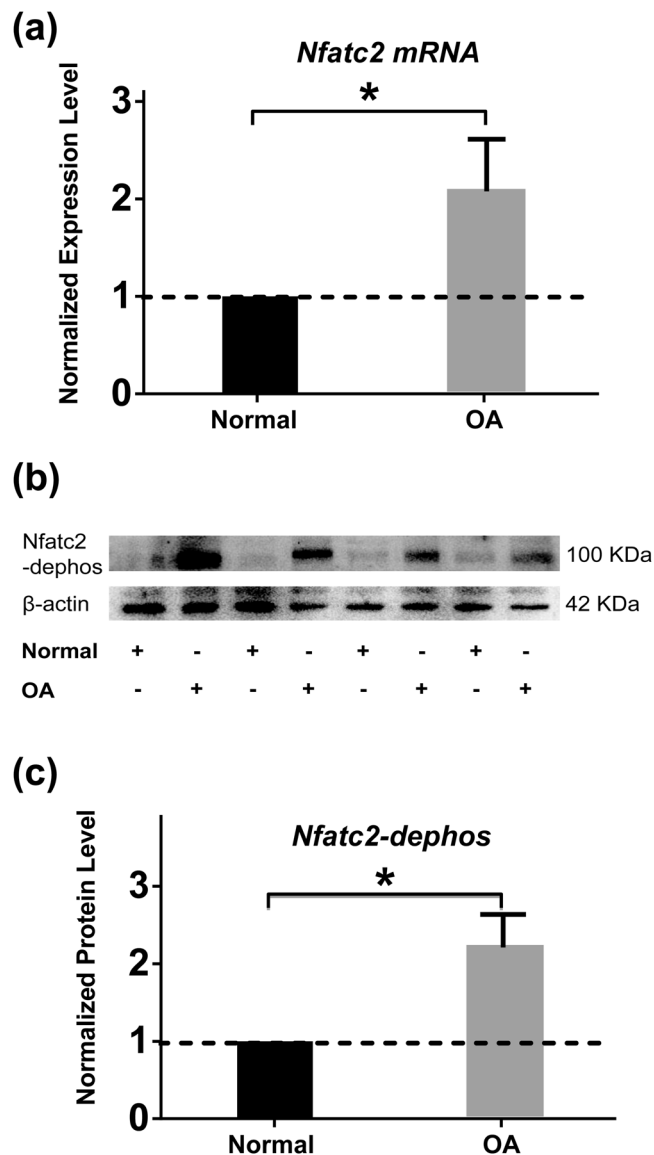 (a)
Nfatc2 mRNA
Normalized Expression Level
3
*
2
1
0
Normal OA
(b)
Nfatc2
-dephos
100 KDa
β-actin 42 KDa
Normal + - + - + - + -
OA - + - + - + - +
(c)
Nfatc2-dephos
Normalized Protein Level
3
*
2
1
0
Normal OA